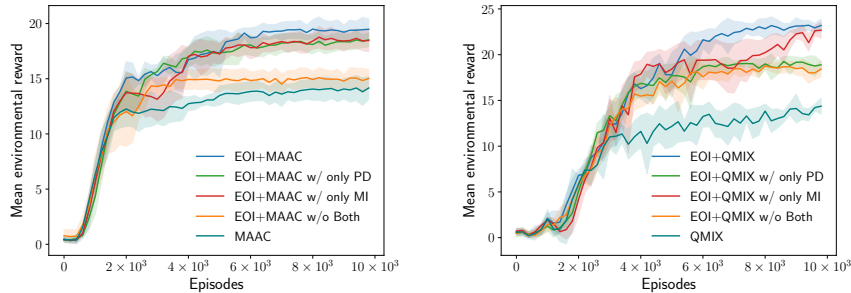 Mean environmental reward
20
15
10
5
0
EOI+MAAC
EOI+MAAC w/ only PD
EOI+MAAC w/ only MI
EOI+MAAC w/o Both
MAAC
0 2 × 10³ 4 × 10³ 6 × 10³ 8 × 10³ 10 × 10³
Episodes
Mean environmental reward
25
20
15
10
5
0
EOI+QMIX
EOI+QMIX w/ only PD
EOI+QMIX w/ only MI
EOI+QMIX w/o Both
QMIX
0 2 × 10³ 4 × 10³ 6 × 10³ 8 × 10³ 10 × 10³
Episodes